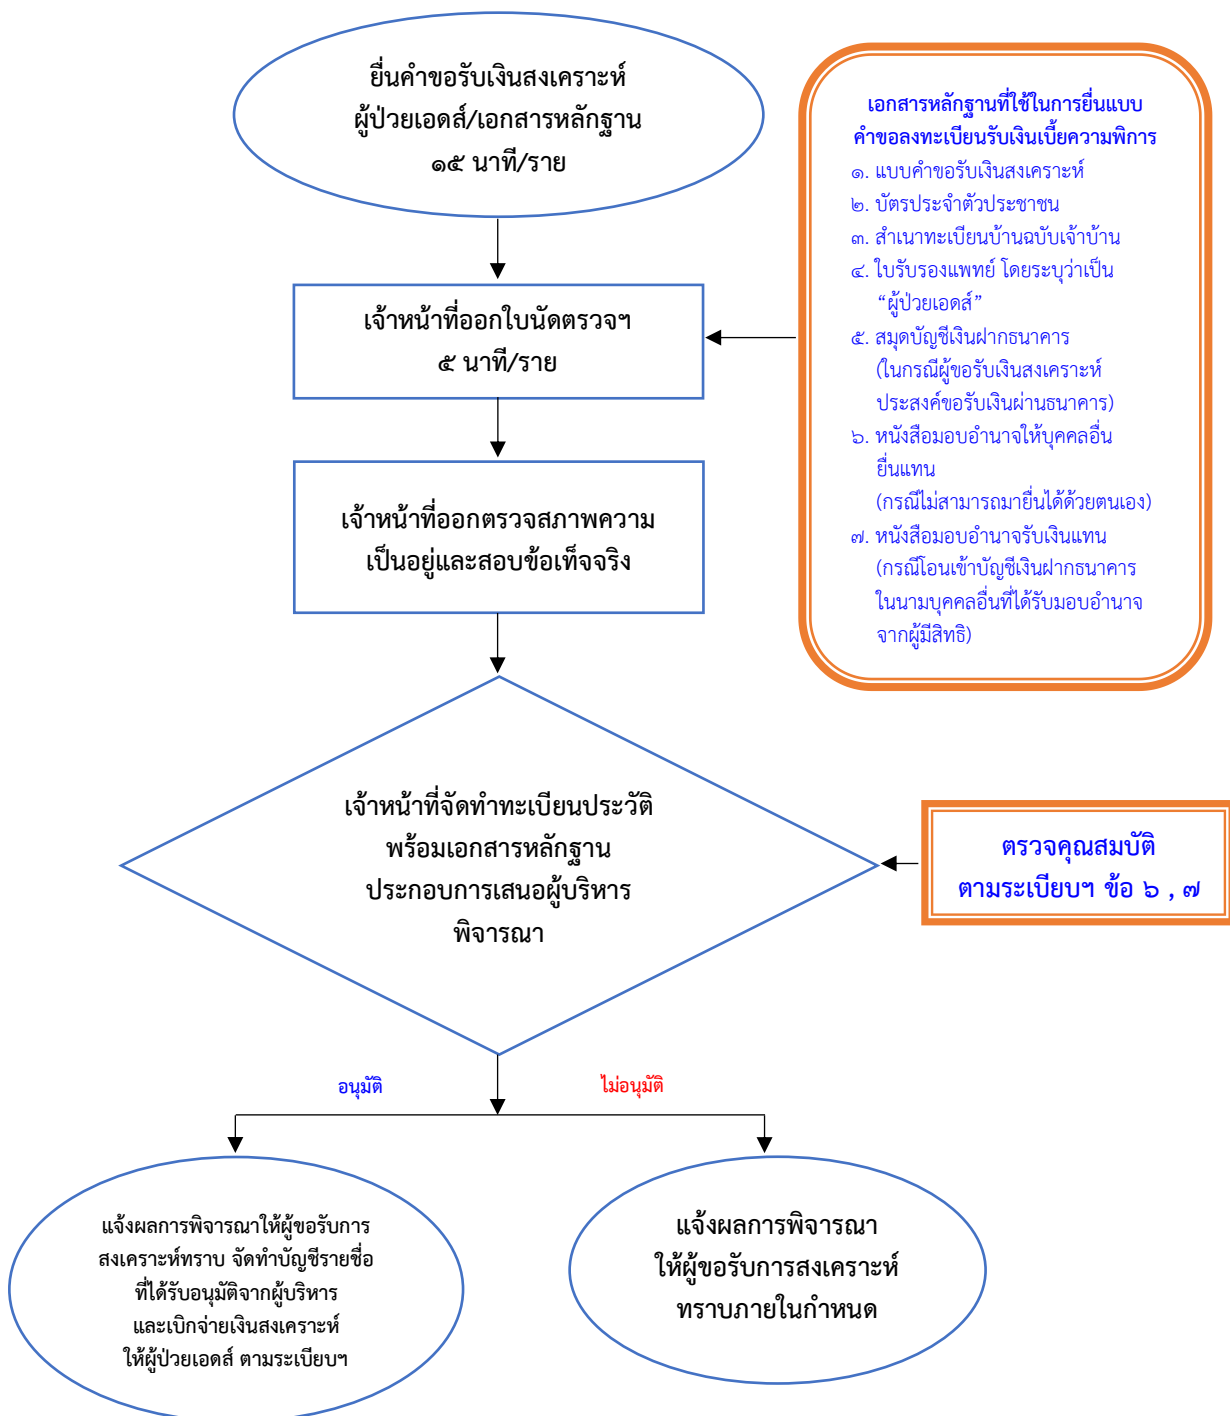 ยื่นคำขอรับเงินสงเคราะห์
ผู้ป่วยเอดส์/เอกสารหลักฐาน
๑๕ นาที/ราย
เอกสารหลักฐานที่ใช้ในการยื่นแบบ
คำขอลงทะเบียนรับเงินเบี้ยความพิการ
๑. แบบคำขอรับเงินสงเคราะห์
๒. บัตรประจำตัวประชาชน
๓. สำเนาทะเบียนบ้านฉบับเจ้าบ้าน
๔. ใบรับรองแพทย์ โดยระบุว่าเป็น
“ผู้ป่วยเอดส์”
๕. สมุดบัญชีเงินฝากธนาคาร
(ในกรณีผู้ขอรับเงินสงเคราะห์
ประสงค์ขอรับเงินผ่านธนาคาร)
๖. หนังสือมอบอำนาจให้บุคคลอื่น
ยื่นแทน
(กรณีไม่สามารถมายื่นได้ด้วยตนเอง)
๗. หนังสือมอบอำนาจรับเงินแทน
(กรณีโอนเข้าบัญชีเงินฝากธนาคาร
ในนามบุคคลอื่นที่ได้รับมอบอำนาจ
จากผู้มีสิทธิ)
เจ้าหน้าที่ออกใบนัดตรวจฯ
๕ นาที/ราย
เจ้าหน้าที่ออกตรวจสภาพความ
เป็นอยู่และสอบข้อเท็จจริง
เจ้าหน้าที่จัดทำทะเบียนประวัติ
พร้อมเอกสารหลักฐาน
ประกอบการเสนอผู้บริหาร
พิจารณา
ตรวจคุณสมบัติ
ตามระเบียบฯ ข้อ ๖ , ๗
อนุมัติ
ไม่อนุมัติ
แจ้งผลการพิจารณาให้ผู้ขอรับการ
สงเคราะห์ทราบ จัดทำบัญชีรายชื่อ
ที่ได้รับอนุมัติจากผู้บริหาร
และเบิกจ่ายเงินสงเคราะห์
ให้ผู้ป่วยเอดส์ ตามระเบียบฯ
แจ้งผลการพิจารณา
ให้ผู้ขอรับการสงเคราะห์
ทราบภายในกำหนด